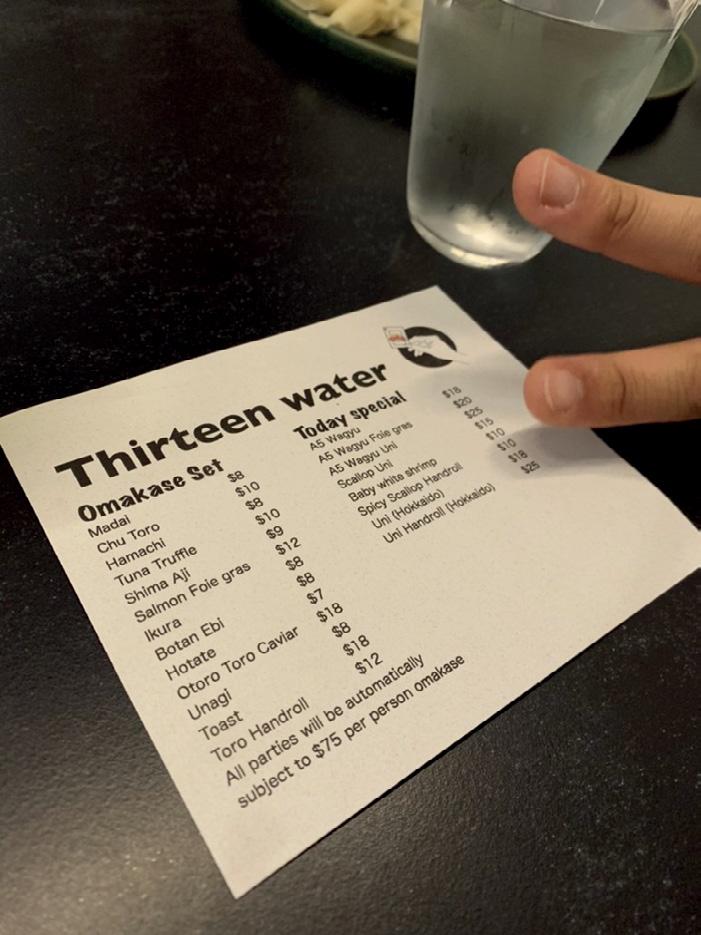 Thirteen water
Omakase Set
Madai $8
Chu Toro $10
Hamachi $8
Tuna Truffle $10
Shima Aji $9
Salmon Foie gras $12
Ikura $8
Botan Ebi $8
Hotate $7
Otoro Toro Caviar $18
Unagi $8
Toast $18
Toro Handroll $12
All parties will be automatically
subject to $75 per person omakase
Today special
A5 Wagyu $18
A5 Wagyu Foie gras $20
A5 Wagyu Uni $25
Scallop Uni $15
Baby white shrimp $10
Spicy Scallop Handroll $10
Uni (Hokkaido) $18
Uni Handroll (Hokkaido) $25